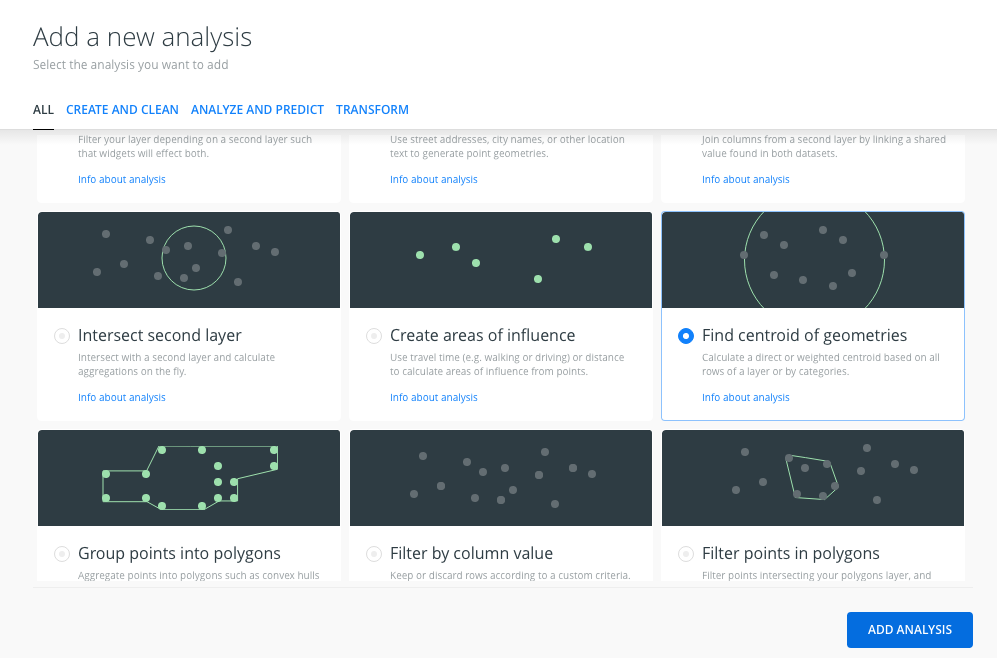 Add a new analysis
Select the analysis you want to add
ALL CREATE AND CLEAN ANALYZE AND PREDICT TRANSFORM
Filter your layer depending on a second layer such
that widgets will effect both.
Info about analysis
Use street addresses, city names, or other location
text to generate point geometries.
Info about analysis
Join columns from a second layer by linking a shared
value found in both datasets.
Info about analysis
Intersect second layer
Intersect with a second layer and calculate
aggregations on the fly.
Info about analysis
Create areas of influence
Use travel time (e.g. walking or driving) or distance
to calculate areas of influence from points.
Info about analysis
Find centroid of geometries
Calculate a direct or weighted centroid based on all
rows of a layer or by categories.
Info about analysis
Group points into polygons
Aggregate points into polygons such as convex hulls
Filter by column value
Keep or discard rows according to a custom criteria.
Filter points in polygons
Filter points intersecting your polygons layer, and
ADD ANALYSIS